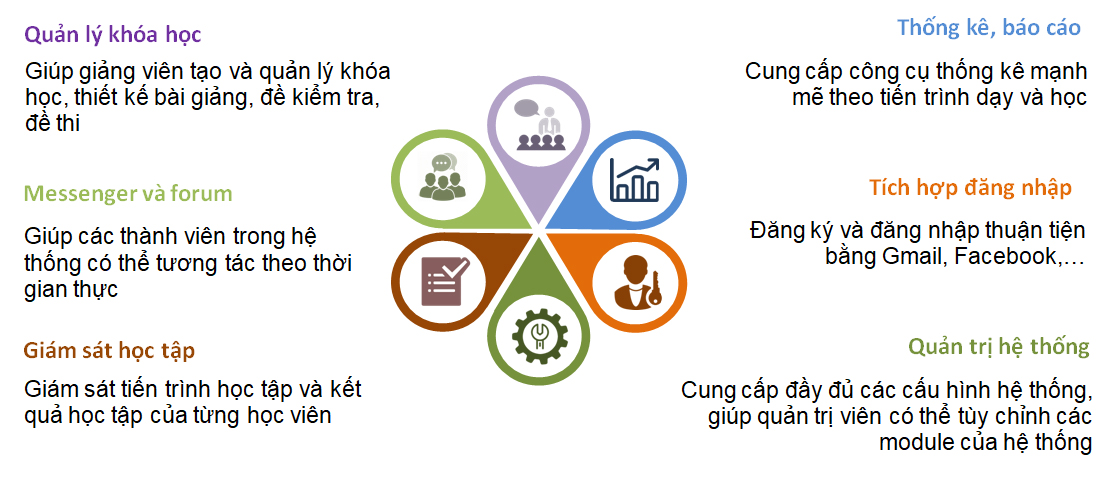 Quản lý khóa học
Giúp giảng viên tạo và quản lý khóa
học, thiết kế bài giảng, đề kiểm tra,
đề thi
Messenger và forum
Giúp các thành viên trong hệ
thống có thể tương tác theo thời
gian thực
Giám sát học tập
Giám sát tiến trình học tập và kết
quả học tập của từng học viên
Thống kê, báo cáo
Cung cấp công cụ thống kê mạnh
mẽ theo tiến trình dạy và học
Tích hợp đăng nhập
Đăng ký và đăng nhập thuận tiện
bằng Gmail, Facebook,…
Quản trị hệ thống
Cung cấp đầy đủ các cấu hình hệ thống,
giúp quản trị viên có thể tùy chỉnh các
module của hệ thống